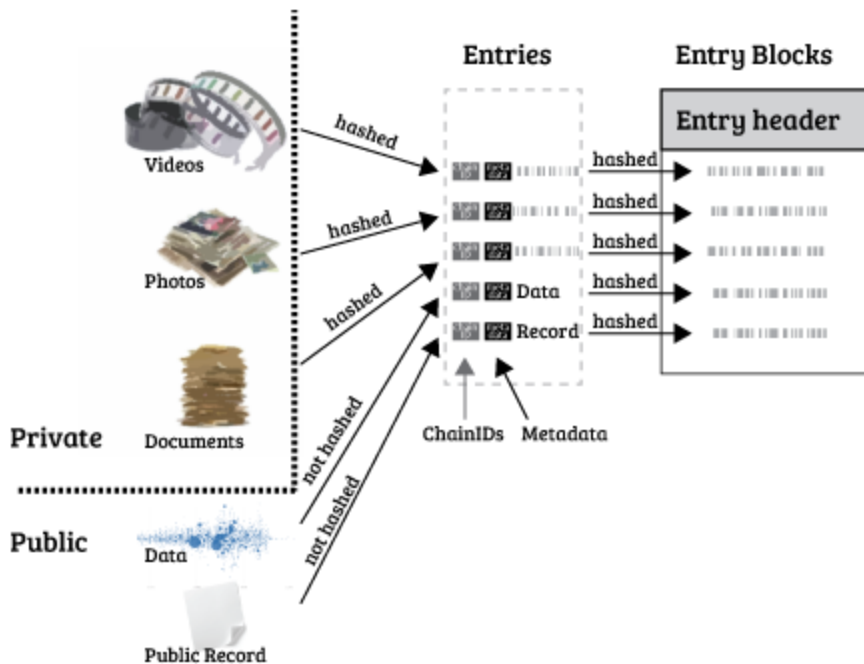 Entries
Entry Blocks
Entry header
Videos
hashed
hashed
Photos
hashed
hashed
hashed
Documents
hashed
Data
hashed
Record
hashed
ChainIDs
Metadata
Private
not hashed
not hashed
Public
Data
Public Record